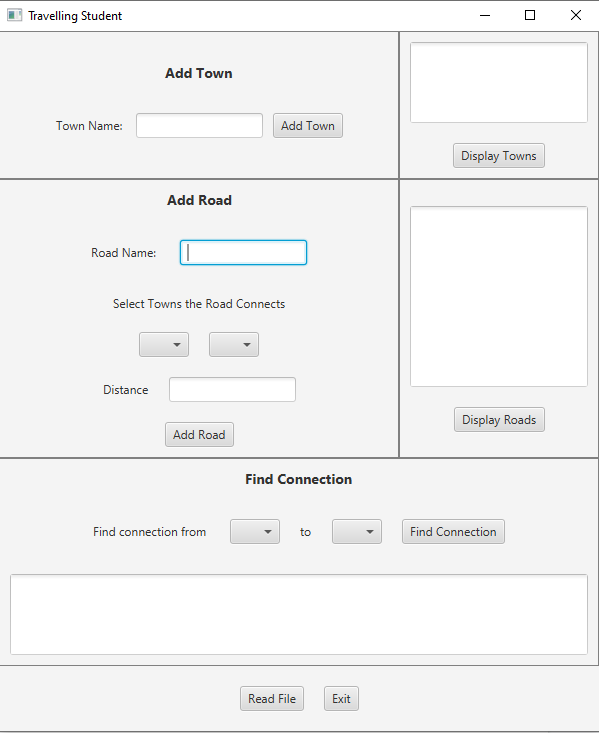 Travelling Student
Add Town
Town Name:
Add Town
Display Towns
Add Road
Road Name:
Select Towns the Road Connects
Distance
Add Road
Display Roads
Find Connection
Find connection from
to
Find Connection
Read File
Exit